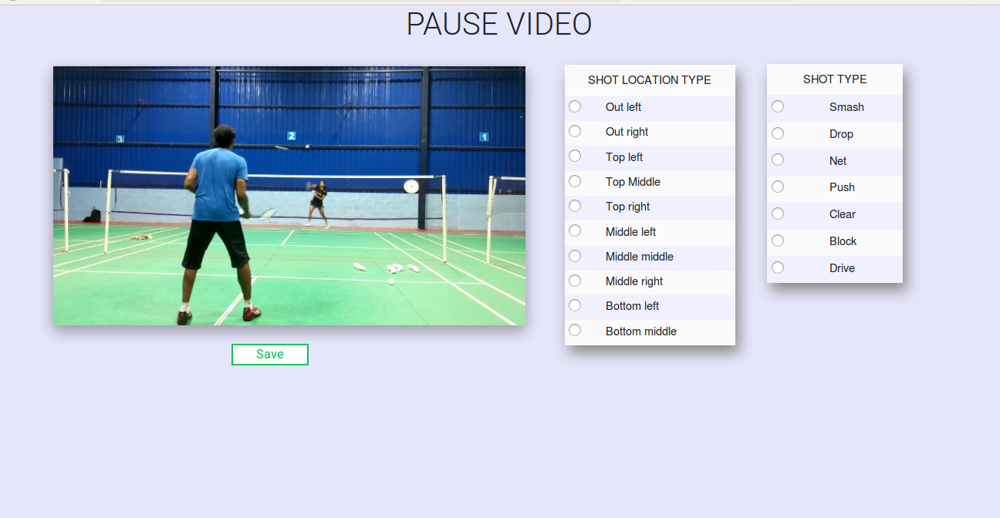 PAUSE VIDEO
3
2
1
Save
SHOT LOCATION TYPE
Out left
Out right
Top left
Top Middle
Top right
Middle left
Middle middle
Middle right
Bottom left
Bottom middle
SHOT TYPE
Smash
Drop
Net
Push
Clear
Block
Drive